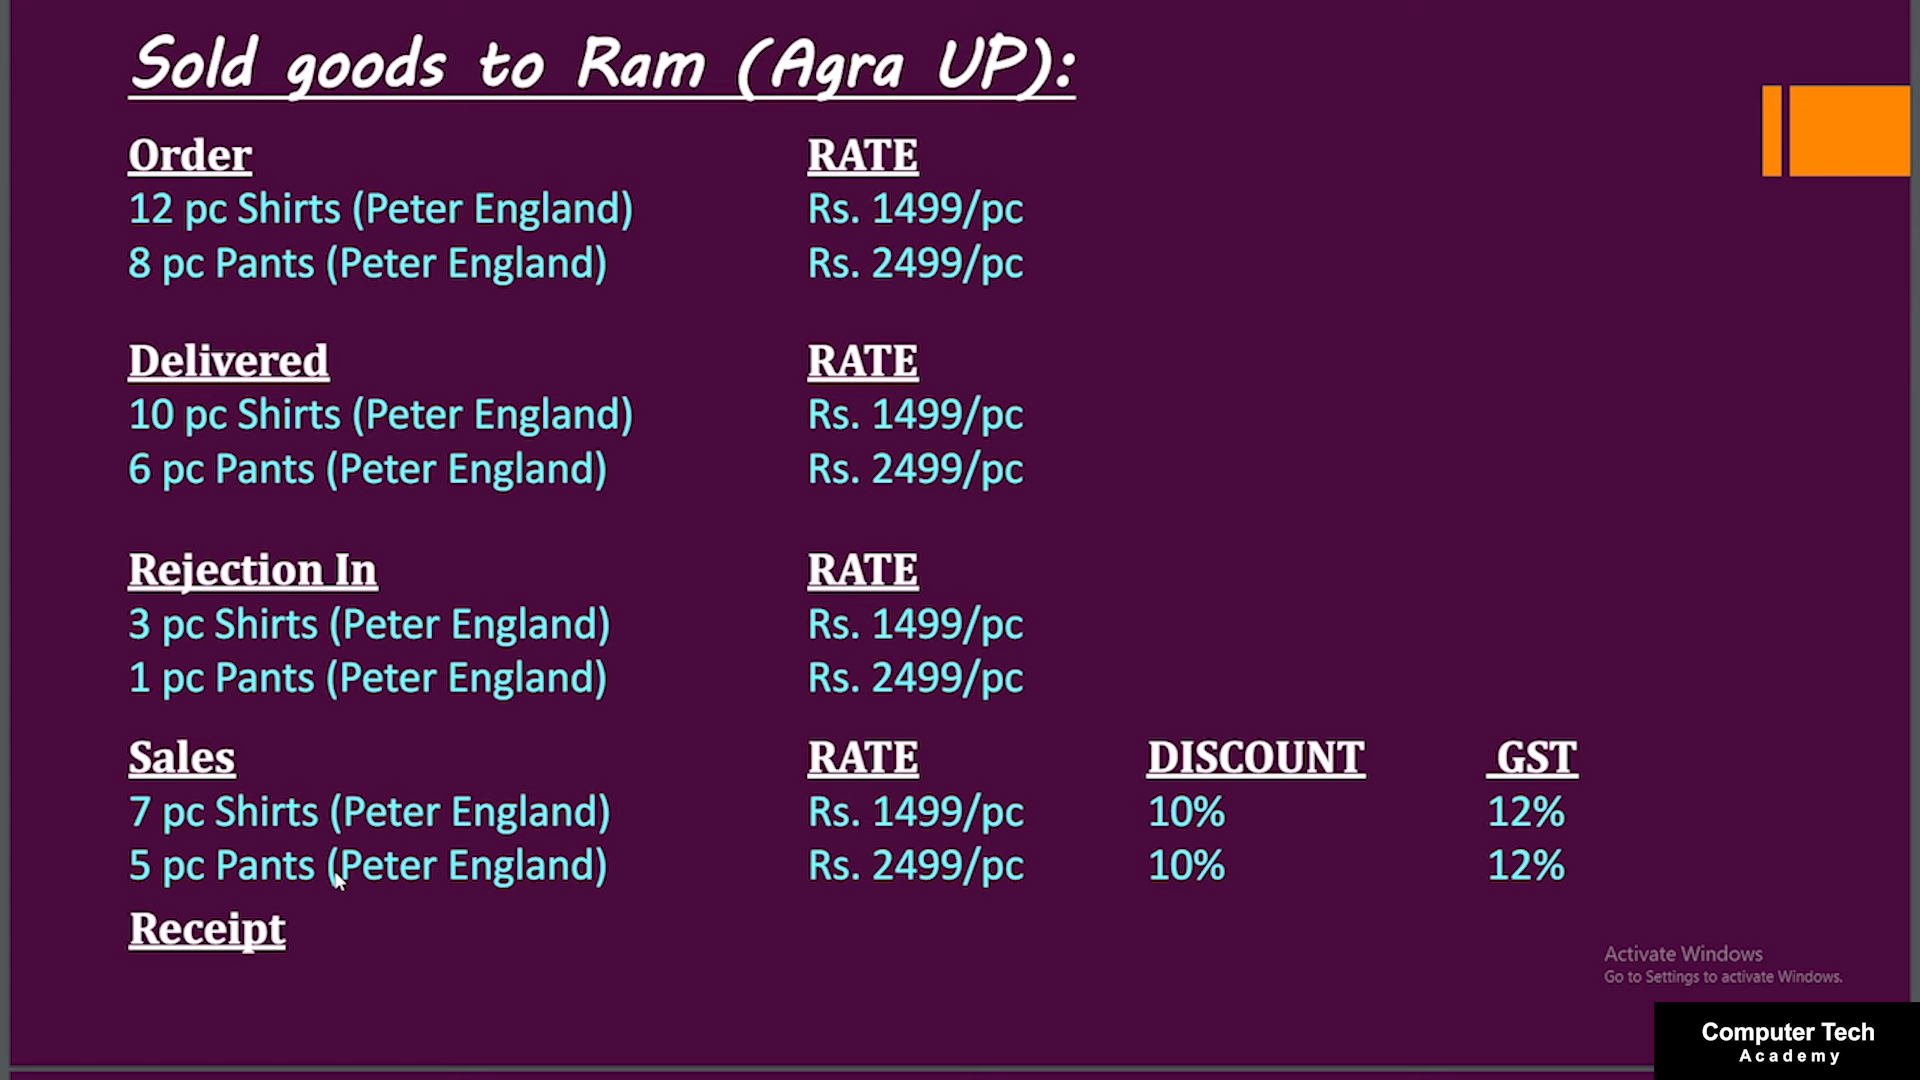 Sold goods to Ram (Agra UP):
Order RATE
12 pc Shirts (Peter England) Rs. 1499/pc
8 pc Pants (Peter England) Rs. 2499/pc
Delivered RATE
10 pc Shirts (Peter England) Rs. 1499/pc
6 pc Pants (Peter England) Rs. 2499/pc
Rejection In RATE
3 pc Shirts (Peter England) Rs. 1499/pc
1 pc Pants (Peter England) Rs. 2499/pc
Sales RATE DISCOUNT GST
7 pc Shirts (Peter England) Rs. 1499/pc 10% 12%
5 pc Pants (Peter England) Rs. 2499/pc 10% 12%
Receipt
Activate Windows
Go to Settings to activate Windows.
Computer Tech
Academy